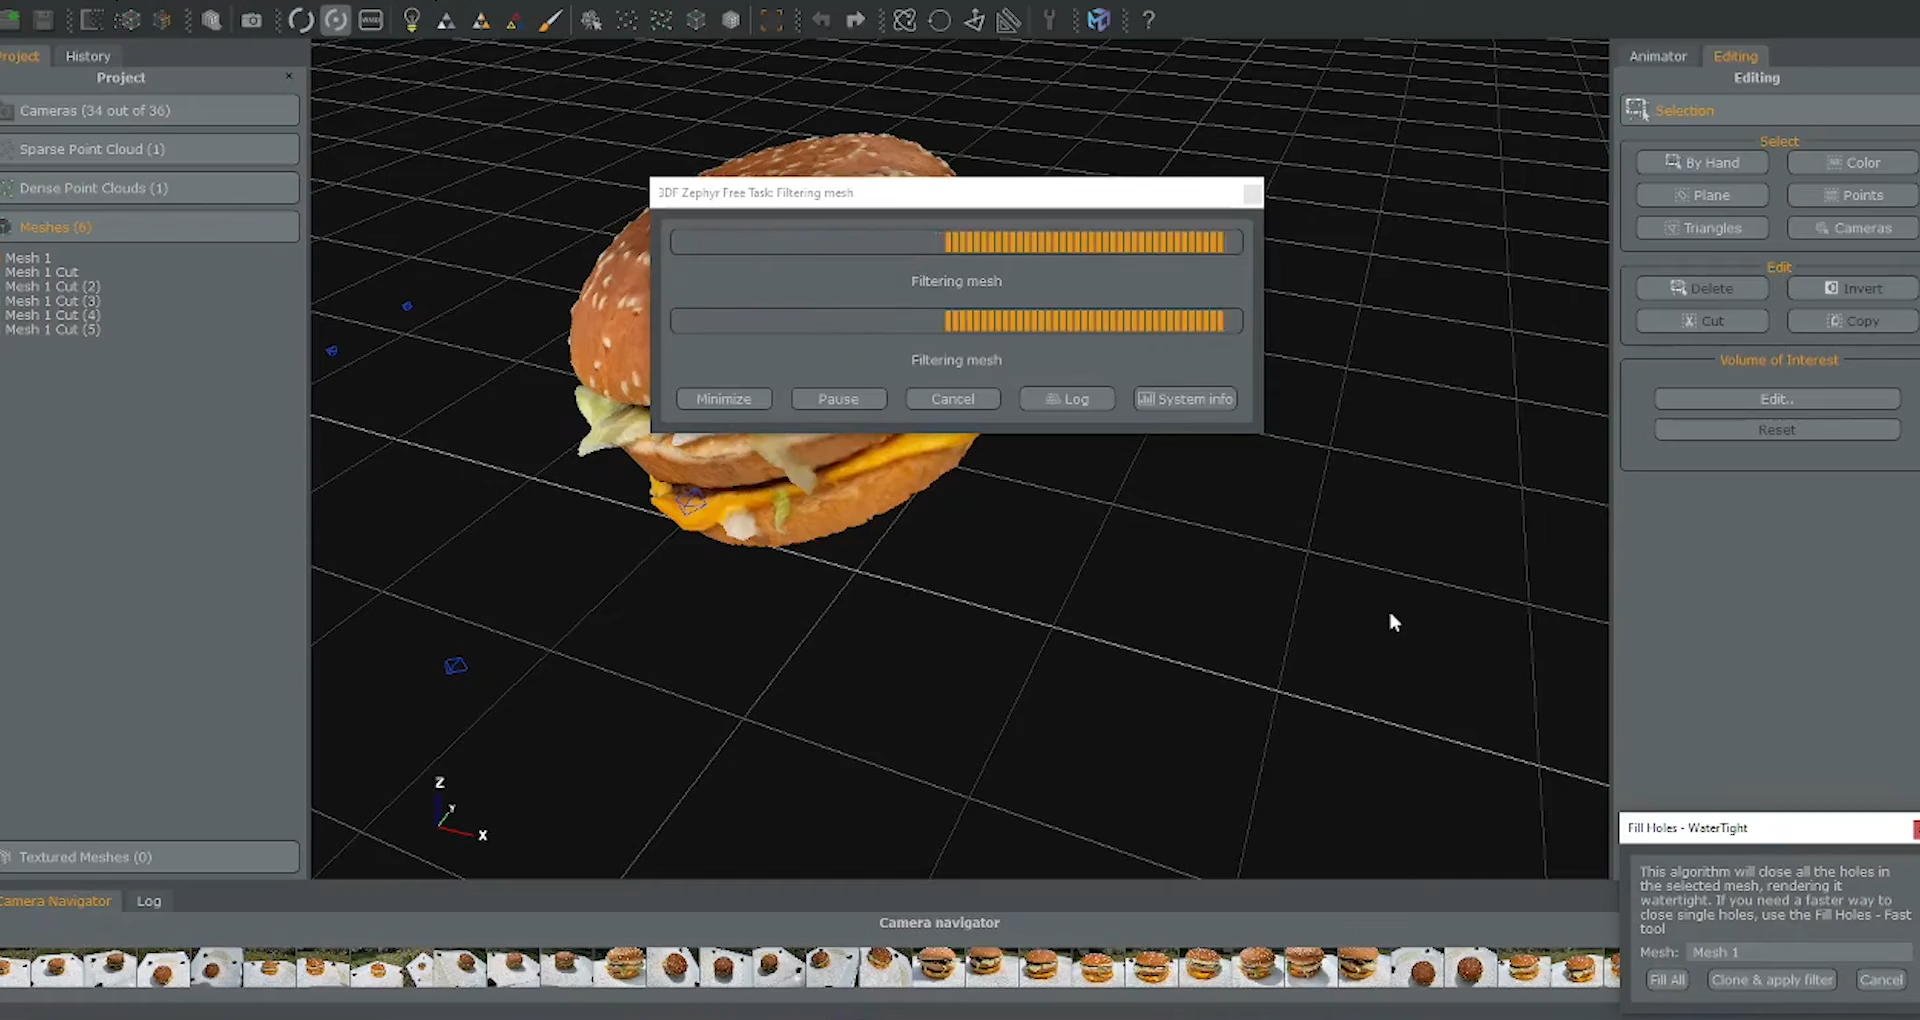 Project
History
Project
Cameras (34 out of 36)
Sparse Point Cloud (1)
Dense Point Clouds (1)
Meshes (6)
Mesh 1
Mesh 1 Cut
Mesh 1 Cut (2)
Mesh 1 Cut (3)
Mesh 1 Cut (4)
Mesh 1 Cut (5)
Textured Meshes (0)
3DF Zephyr Free Task: Filtering mesh
Filtering mesh
Filtering mesh
Minimize Pause Cancel Log System info
Z
Y
X
Animator Editing
Editing
Selection
Select
By Hand Color
Plane Points
Triangles Cameras
Edit
Delete Invert
Cut Copy
Volume of Interest
Edit..
Reset
Fill Holes - WaterTight
This algorithm will close all the holes in
the selected mesh, rendering it
watertight. If you need a faster way to
close single holes, use the Fill Holes - Fast
tool
Mesh: Mesh 1
Fill All Clone & apply filter Cancel
Camera Navigator Log
Camera navigator